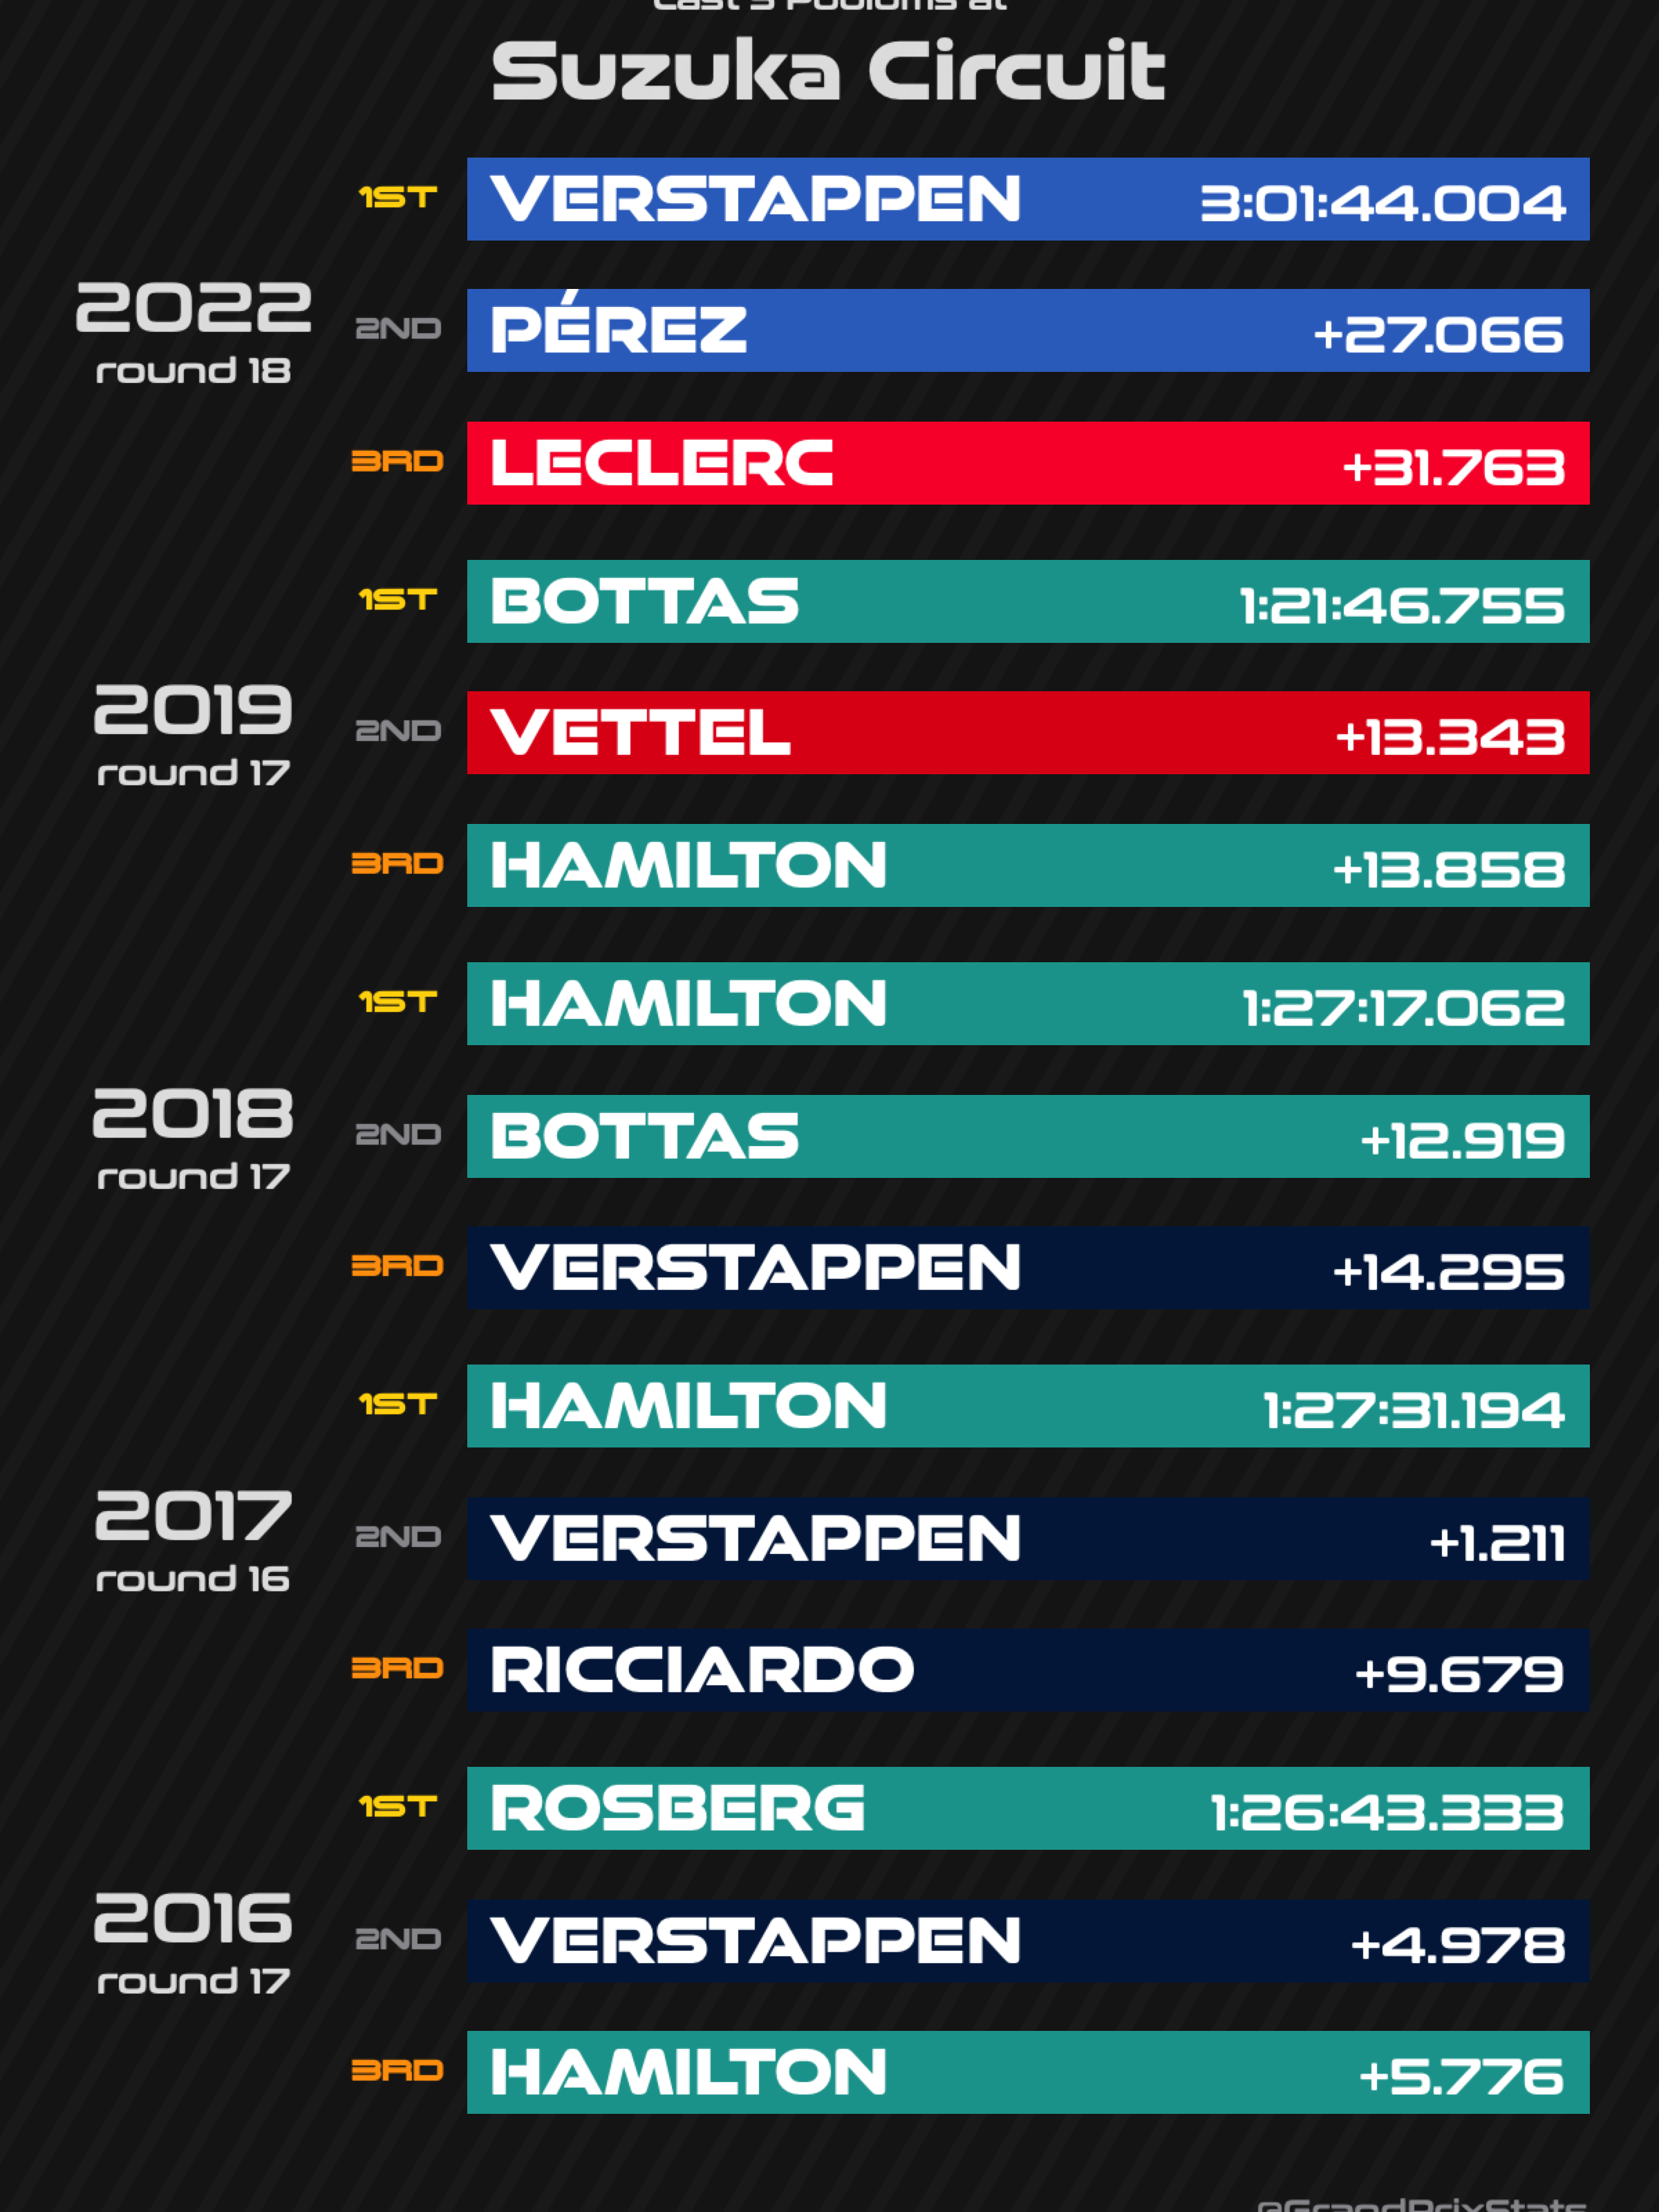 Last 5 Podiums at
Suzuka Circuit
1ST VERSTAPPEN 3:01:44.004
2022
round 18
2ND PÉREZ +27.066
3RD LECLERC +31.763
1ST BOTTAS 1:21:46.755
2019
round 17
2ND VETTEL +13.343
3RD HAMILTON +13.858
1ST HAMILTON 1:27:17.062
2018
round 17
2ND BOTTAS +12.919
3RD VERSTAPPEN +14.295
1ST HAMILTON 1:27:31.194
2017
round 16
2ND VERSTAPPEN +1.211
3RD RICCIARDO +9.679
1ST ROSBERG 1:26:43.333
2016
round 17
2ND VERSTAPPEN +4.978
3RD HAMILTON +5.776
@GrandPrixStats